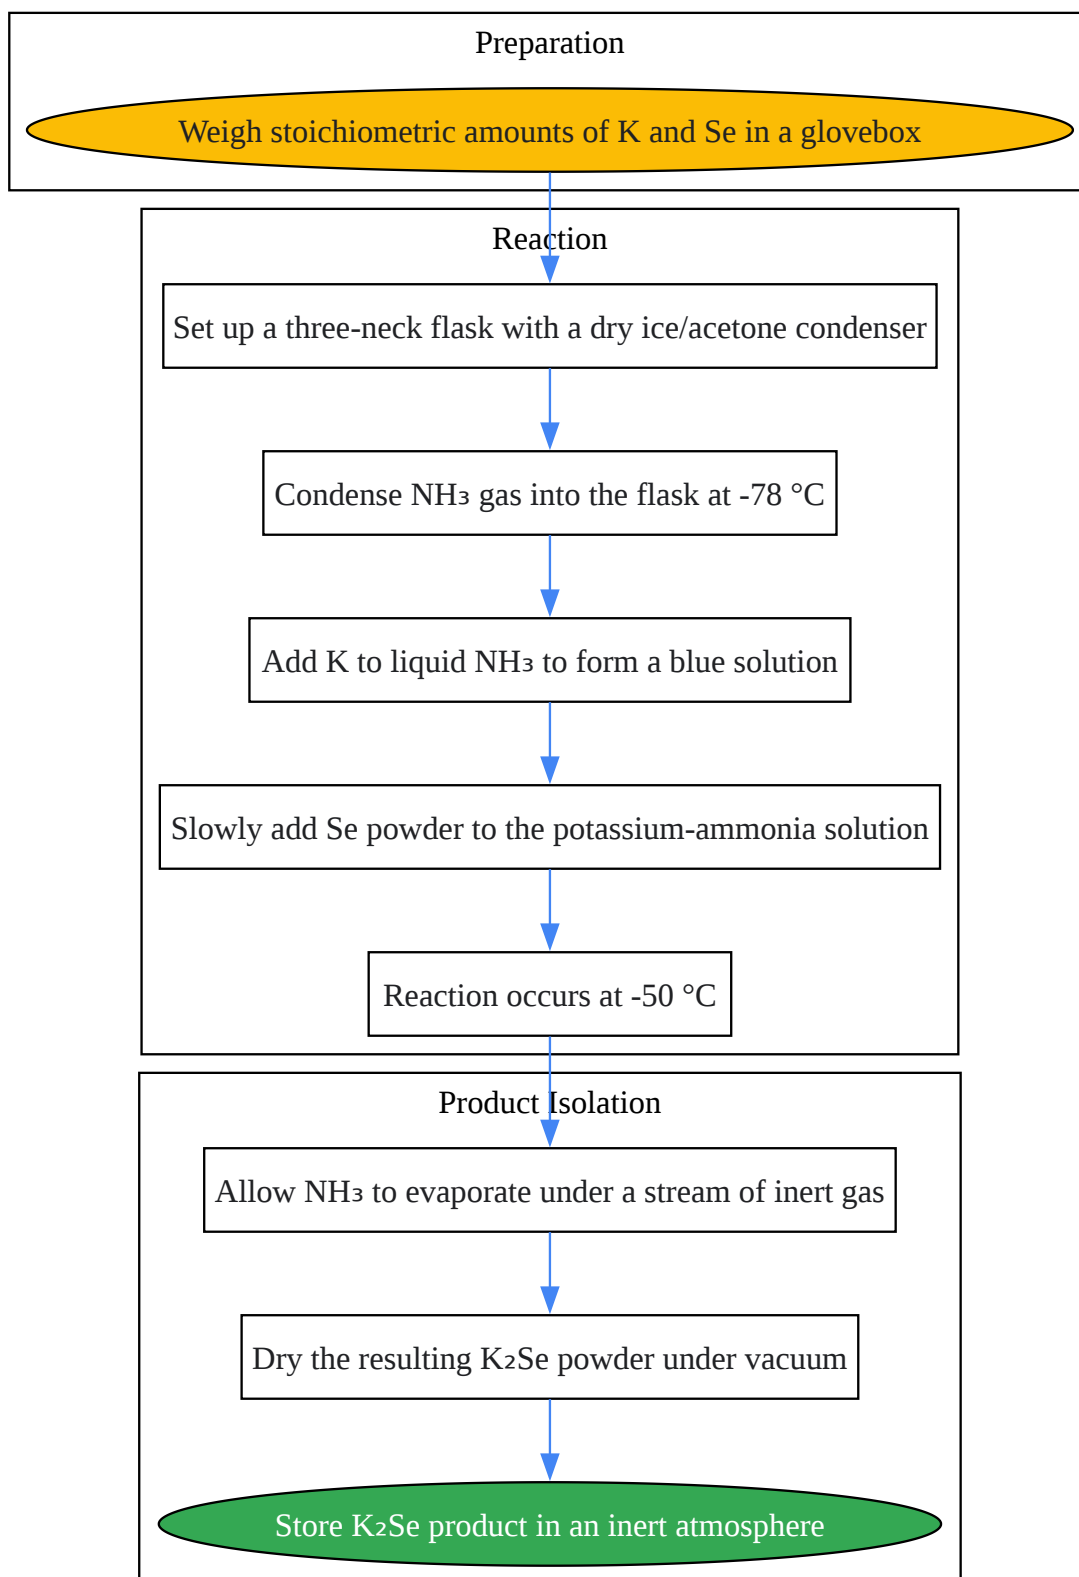 Preparation
Weigh stoichiometric amounts of K and Se in a glovebox
Reaction
Set up a three-neck flask with a dry ice/acetone condenser
Condense NH₃ gas into the flask at -78 °C
Add K to liquid NH₃ to form a blue solution
Slowly add Se powder to the potassium-ammonia solution
Reaction occurs at -50 °C
Product Isolation
Allow NH₃ to evaporate under a stream of inert gas
Dry the resulting K₂Se powder under vacuum
Store K₂Se product in an inert atmosphere